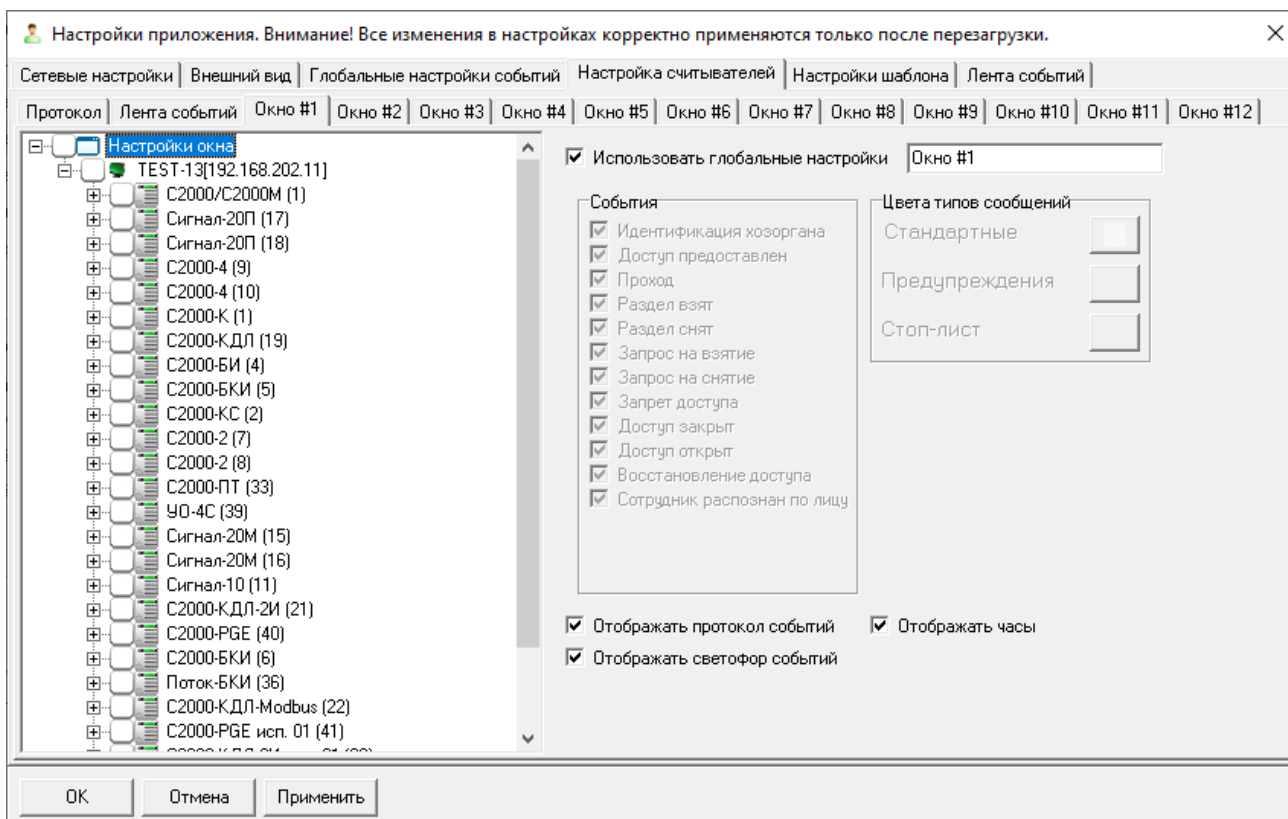 Настройки приложения. Внимание! Все изменения в настройках корректно применяются только после перезагрузки.
Сетевые настройки Внешний вид Глобальные настройки событий Настройка считывателей Настройки шаблона Лента событий
Протокол Лента событий Окно #1 Окно #2 Окно #3 Окно #4 Окно #5 Окно #6 Окно #7 Окно #8 Окно #9 Окно #10 Окно #11 Окно #12
Настройки окна
TEST-13[192.168.202.11]
С2000/С2000М (1)
Сигнал-20П (17)
Сигнал-20П (18)
С2000-4 (9)
С2000-4 (10)
С2000-К (1)
С2000-КДЛ (19)
С2000-БИ (4)
С2000-БКИ (5)
С2000-КС (2)
С2000-2 (7)
С2000-2 (8)
С2000-ПТ (33)
УО-4С (39)
Сигнал-20М (15)
Сигнал-20М (16)
Сигнал-10 (11)
С2000-КДЛ-2И (21)
С2000-PGE (40)
С2000-БКИ (6)
Поток-БКИ (36)
С2000-КДЛ-Modbus (22)
С2000-PGE исп. 01 (41)
Использовать глобальные настройки Окно #1
События
Идентификация хозоргана
Доступ предоставлен
Проход
Раздел взят
Раздел снят
Запрос на взятие
Запрос на снятие
Запрет доступа
Доступ закрыт
Доступ открыт
Восстановление доступа
Сотрудник распознан по лицу
Цвета типов сообщений
Стандартные
Предупреждения
Стоп-лист
Отображать протокол событий Отображать часы
Отображать светофор событий
OK Отмена Применить